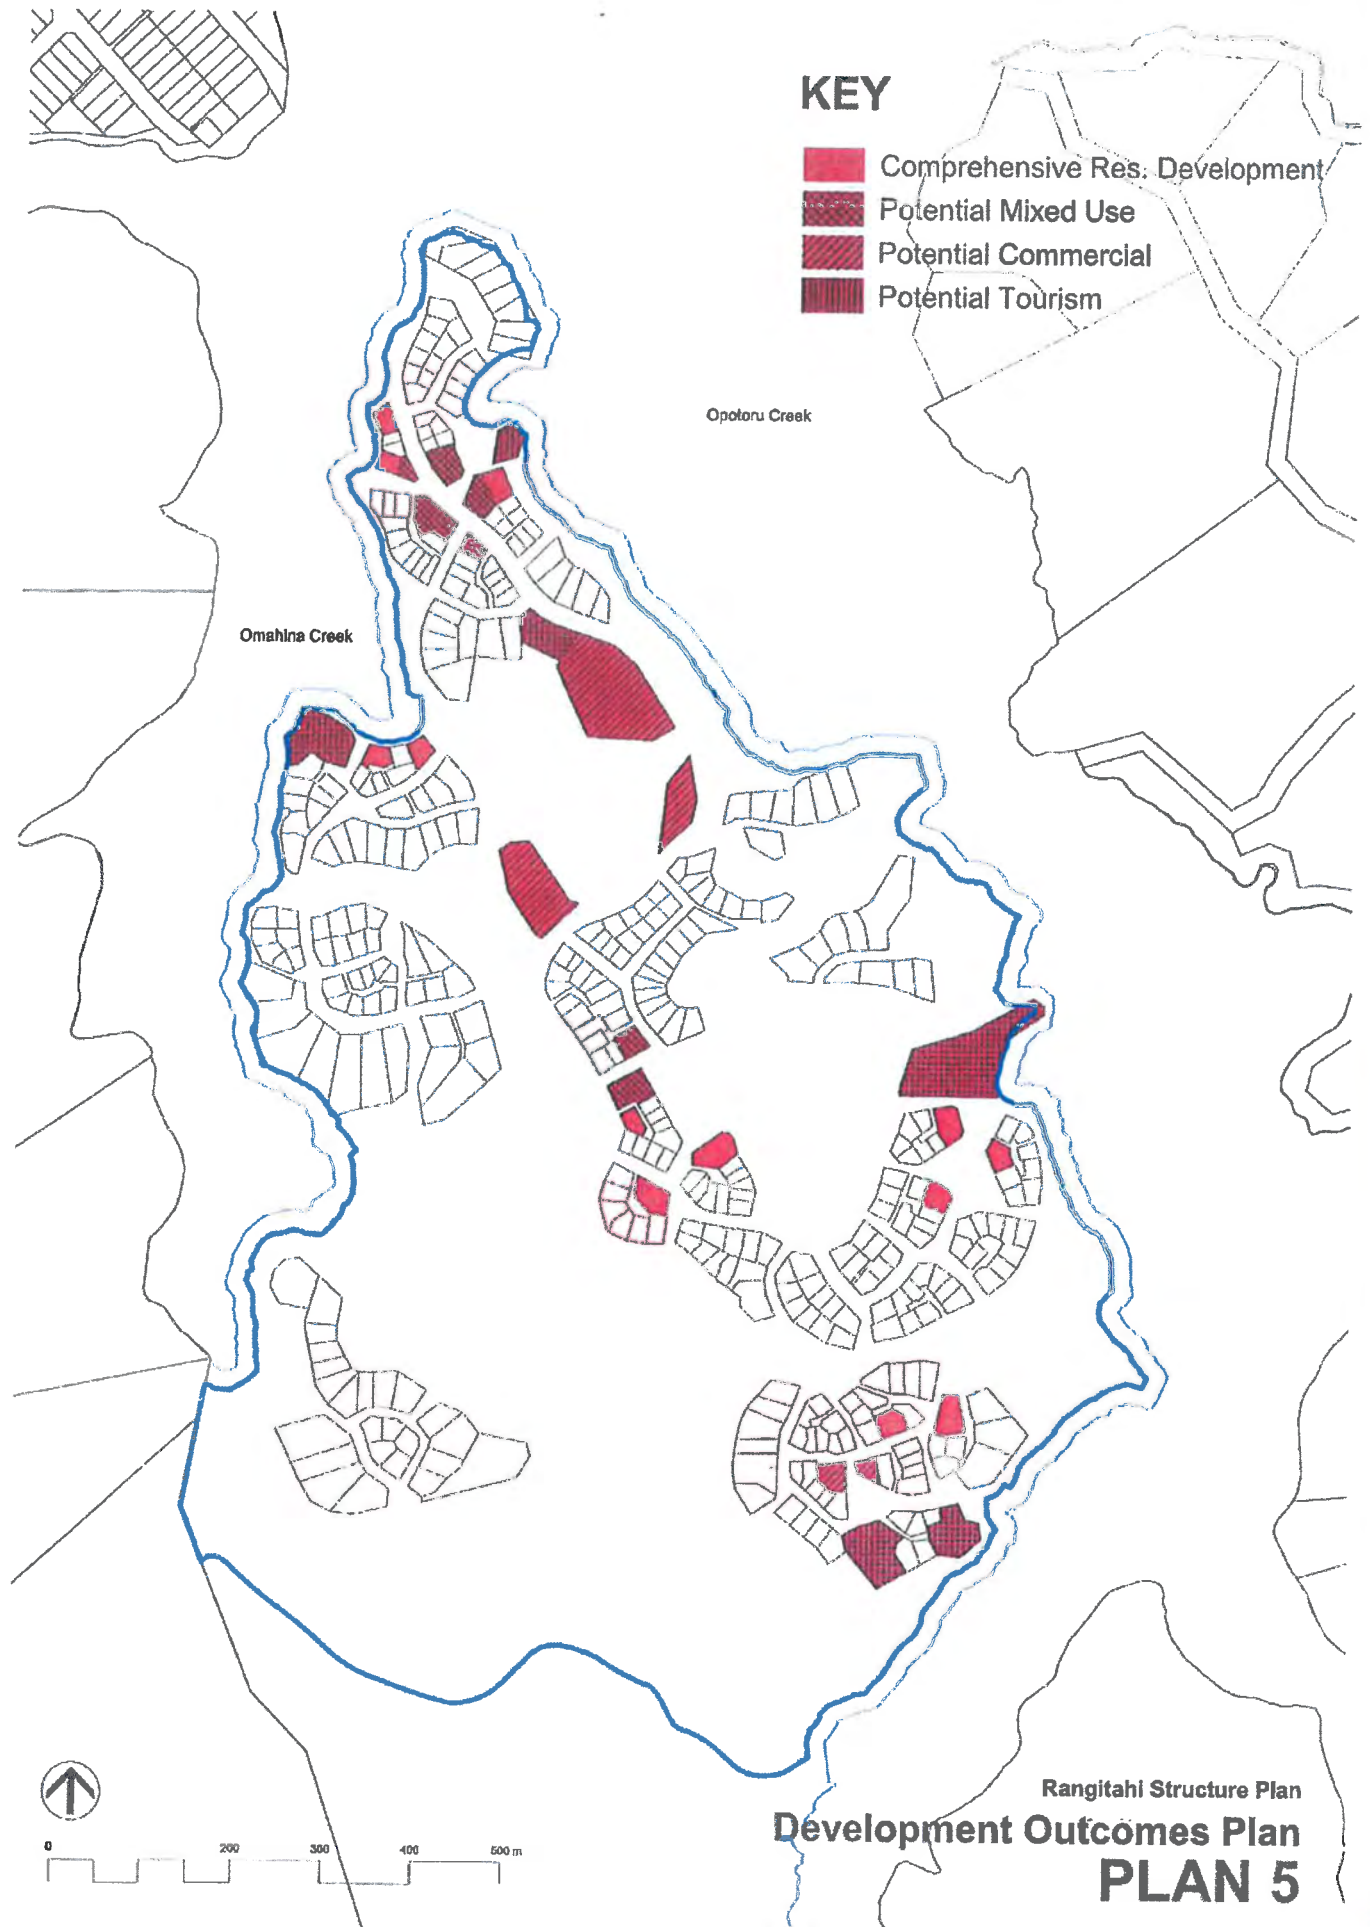 KEY
Comprehensive Res. Development
Potential Mixed Use
Potential Commercial
Potential Tourism
Opotoru Creek
Omahina Creek
0 200 300 400 500 m
Rangitahi Structure Plan
Development Outcomes Plan
PLAN 5